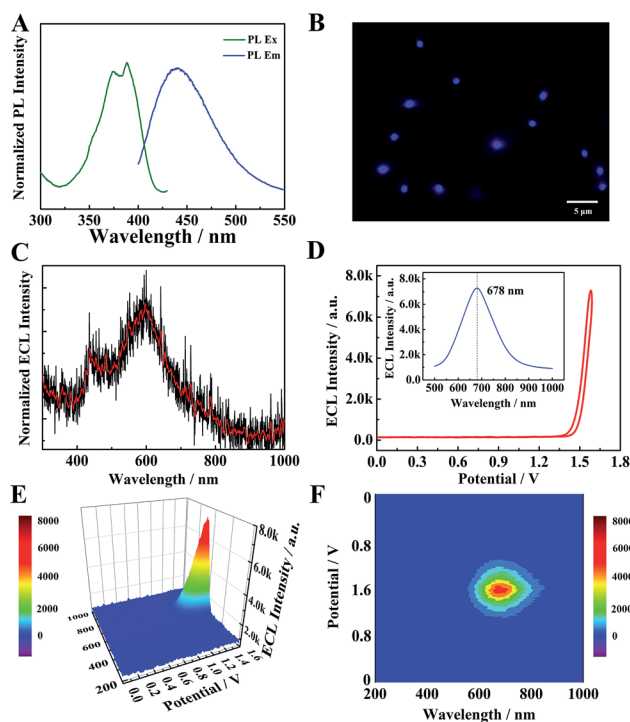 A
Normalized PL Intensity
PL Ex
PL Em
300 350 400 450 500 550
Wavelength / nm
B
5 μm
C
Normalized ECL Intensity
400 600 800 1000
Wavelength / nm
D
ECL Intensity / a.u.
8.0k
6.0k
4.0k
2.0k
0.0
0.0 0.3 0.6 0.9 1.2 1.5 1.8
Potential / V
ECL Intensity / a.u.
8.0k
6.0k
4.0k
2.0k
0.0
678 nm
500 600 700 800 900 1000
Wavelength / nm
E
8000
6000
4000
2000
0
1000
800
600
400
200
0.0 0.2 0.4 0.6 0.8 1.0 1.2 1.4 1.6
Potential / V
8.0k
6.0k
4.0k
2.0k
ECL Intensity / a.u.
F
Potential / V
0
0.8
1.6
0.8
0
200 400 600 800 1000
Wavelength / nm
8000
6000
4000
2000
0